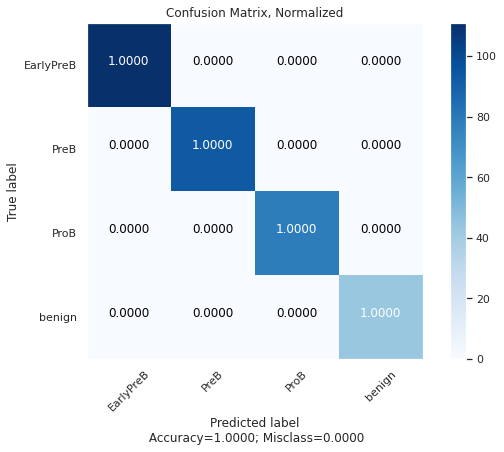 Confusion Matrix, Normalized
EarlyPreB 1.0000 0.0000 0.0000 0.0000
PreB 0.0000 1.0000 0.0000 0.0000
ProB 0.0000 0.0000 1.0000 0.0000
benign 0.0000 0.0000 0.0000 1.0000
True label
EarlyPreB PreB ProB benign
Predicted label
Accuracy=1.0000; Misclass=0.0000
100
80
60
40
20
0